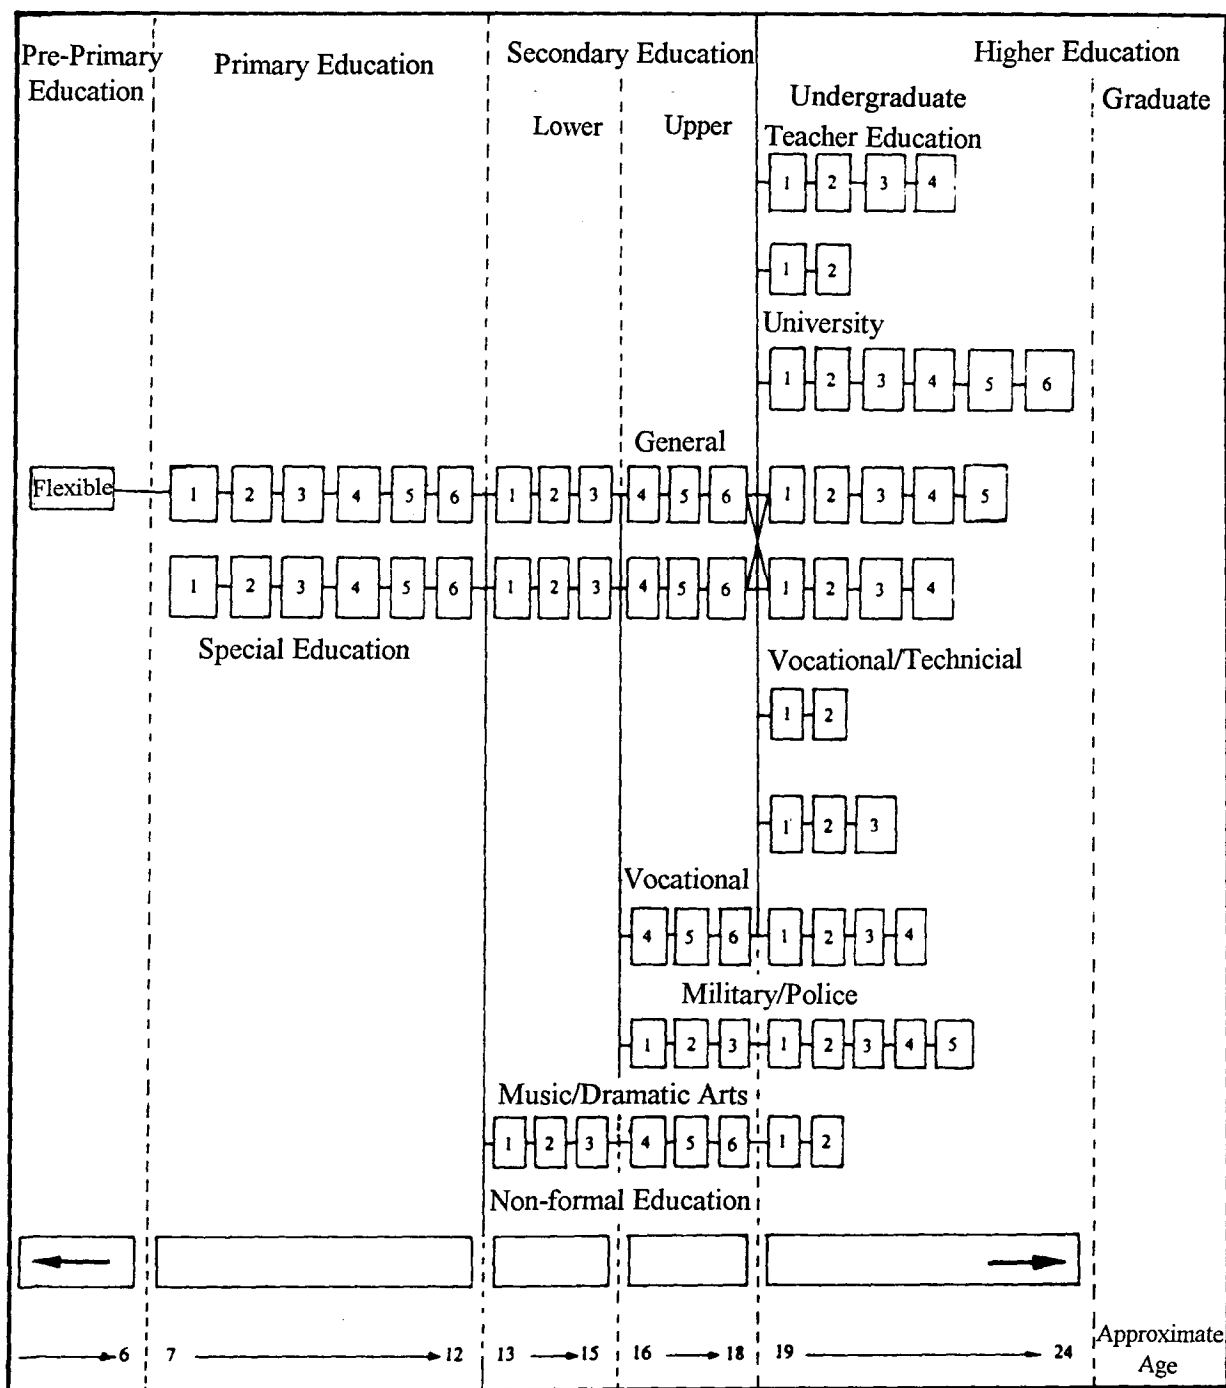 Pre-Primary Education
Primary Education
Secondary Education
Higher Education
Lower
Upper
Undergraduate
Graduate
Teacher Education
1 2 3 4
1 2
University
1 2 3 4 5 6
General
Flexible 1 2 3 4 5 6 1 2 3 4 5 6 1 2 3 4 5
1 2 3 4 5 6 1 2 3 4 5 6 1 2 3 4
Special Education
Vocational/Technicial
1 2
1 2 3
Vocational
4 5 6 1 2 3 4
Military/Police
1 2 3 1 2 3 4 5
Music/Dramatic Arts
1 2 3 4 5 6 1 2
Non-formal Education
6 7 12 13 15 16 18 19 24 Approximate
Age